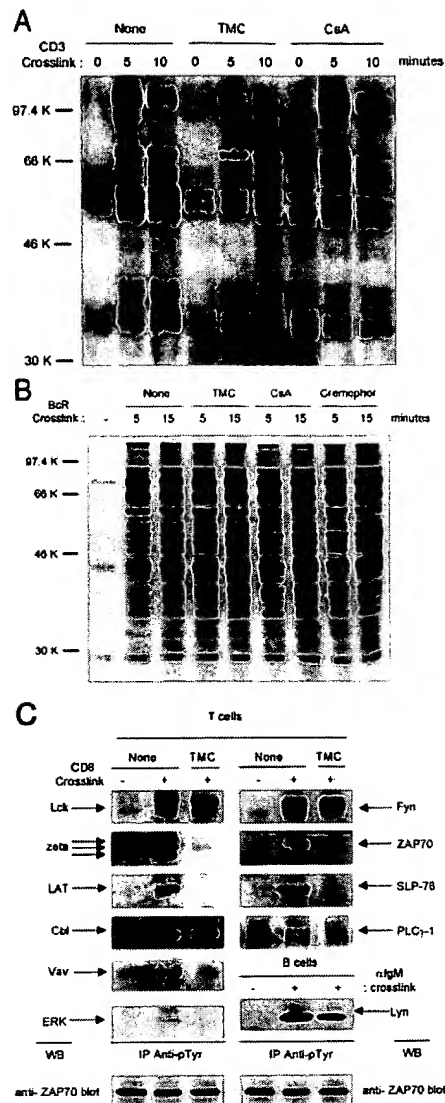 A
None TMC CsA
CD3
Crosslink : 0 5 10 0 5 10 0 5 10 minutes
97.4 K
66 K
46 K
30 K
B
BcR
None TMC CsA Cremophor
Crosslink : - 5 15 5 15 5 15 5 15 minutes
97.4 K
66 K
46 K
30 K
C
T cells
CD8
None TMC None TMC
Crosslink - + + - + +
Lck Fyn
zeta ZAP70
LAT SLP-76
Cbl PLCγ-1
Vav
B cells
αIgM
- + + : crosslink
ERK Lyn
WB IP Anti-pTyr IP Anti-pTyr WB
anti- ZAP70 blot anti- ZAP70 blot